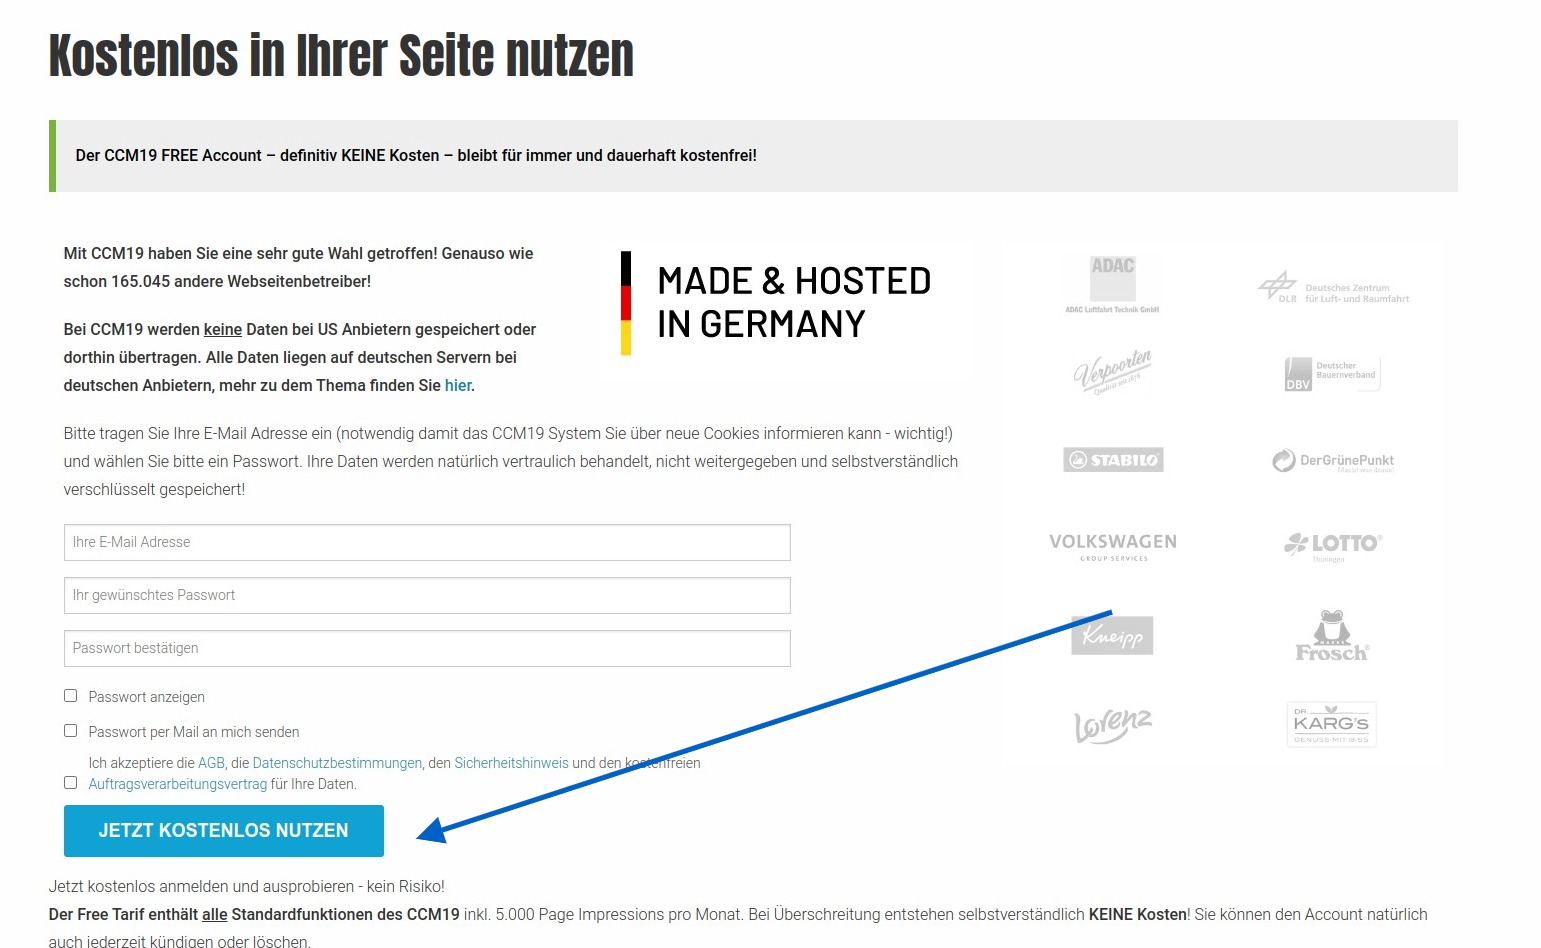 Kostenlos in Ihrer Seite nutzen
Der CCM19 FREE Account – definitiv KEINE Kosten – bleibt für immer und dauerhaft kostenfrei!
Mit CCM19 haben Sie eine sehr gute Wahl getroffen! Genauso wie
schon 165.045 andere Webseitenbetreiber!
Bei CCM19 werden keine Daten bei US Anbietern gespeichert oder
dorthin übertragen. Alle Daten liegen auf deutschen Servern bei
deutschen Anbietern, mehr zu dem Thema finden Sie hier.
MADE & HOSTED
IN GERMANY
Bitte tragen Sie Ihre E-Mail Adresse ein (notwendig damit das CCM19 System Sie über neue Cookies informieren kann - wichtig!)
und wählen Sie bitte ein Passwort. Ihre Daten werden natürlich vertraulich behandelt, nicht weitergegeben und selbstverständlich
verschlüsselt gespeichert!
Ihre E-Mail Adresse
Ihr gewünschtes Passwort
Passwort bestätigen
Passwort anzeigen
Passwort per Mail an mich senden
Ich akzeptiere die AGB, die Datenschutzbestimmungen, den Sicherheitshinweis und den kostenfreien
Auftragsverarbeitungsvertrag für Ihre Daten.
JETZT KOSTENLOS NUTZEN
ADAC
ADAC Luftfahrt Technik GmbH
DLR
Deutsches Zentrum
für Luft- und Raumfahrt
Verpoorten
Qualität seit 1876
DBV
Deutscher
Bauernverband
STABILO
DerGrünePunkt
VOLKSWAGEN
GROUP SERVICES
LOTTO
Thüringen
Kneipp
Frosch
Lorenz
DR.
KARG's
GENUSS MIT BISS
Jetzt kostenlos anmelden und ausprobieren - kein Risiko!
Der Free Tarif enthält alle Standardfunktionen des CCM19 inkl. 5.000 Page Impressions pro Monat. Bei Überschreitung entstehen selbstverständlich KEINE Kosten! Sie können den Account natürlich
auch jederzeit kündigen oder löschen.